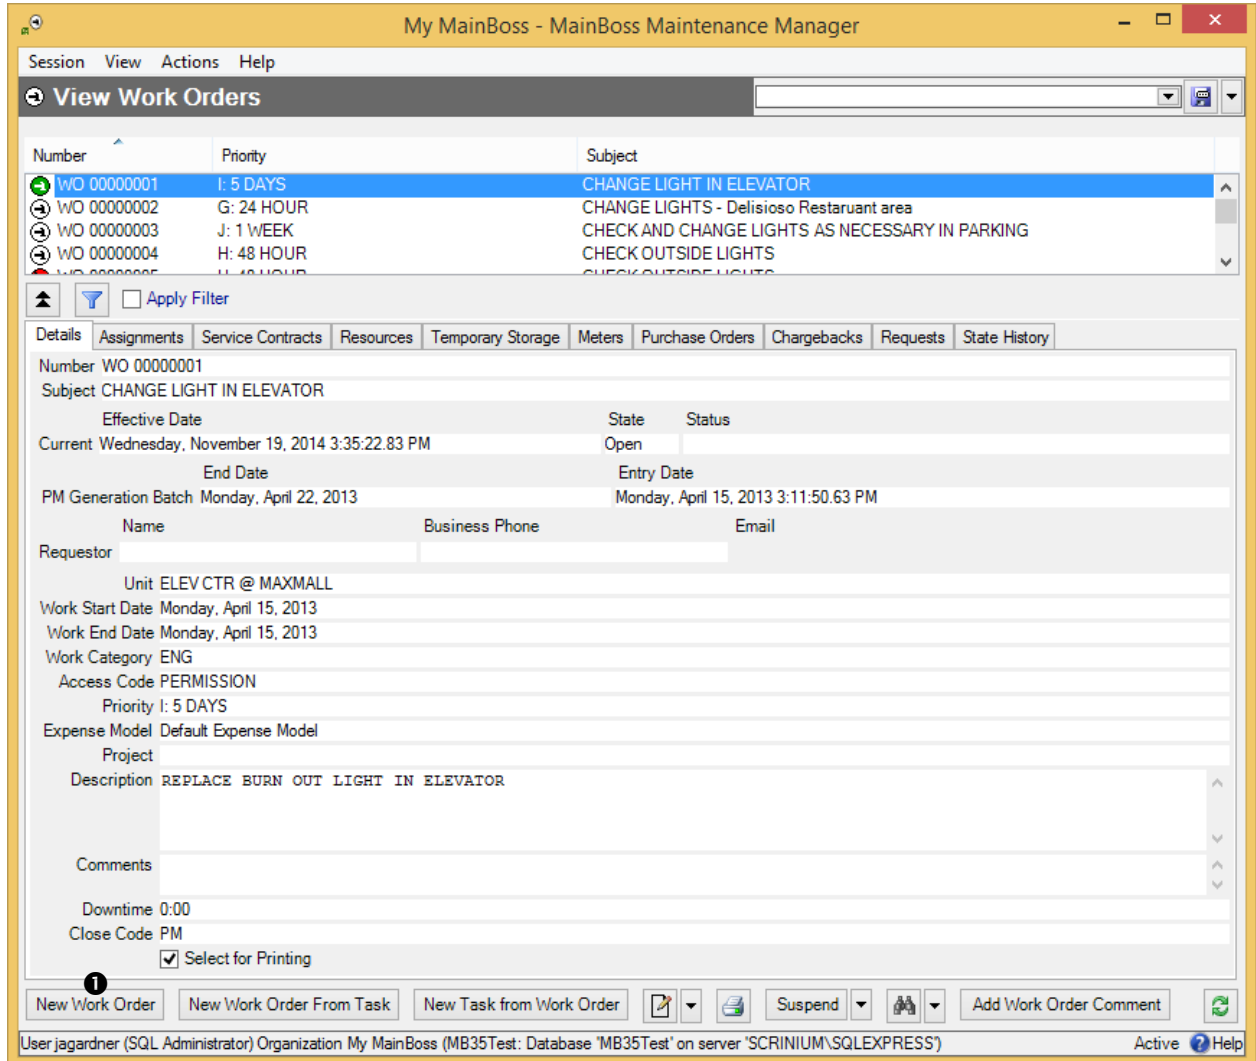 My MainBoss - MainBoss Maintenance Manager
Session View Actions Help
View Work Orders
Number Priority Subject
WO 00000001 I: 5 DAYS CHANGE LIGHT IN ELEVATOR
WO 00000002 G: 24 HOUR CHANGE LIGHTS - Delisioso Restaruant area
WO 00000003 J: 1 WEEK CHECK AND CHANGE LIGHTS AS NECESSARY IN PARKING
WO 00000004 H: 48 HOUR CHECK OUTSIDE LIGHTS
WO 00000005 H: 48 HOUR CHECK OUTSIDE LIGHTS
Apply Filter
Details Assignments Service Contracts Resources Temporary Storage Meters Purchase Orders Chargebacks Requests State History
Number WO 00000001
Subject CHANGE LIGHT IN ELEVATOR
Effective Date State Status
Current Wednesday, November 19, 2014 3:35:22.83 PM Open
End Date Entry Date
PM Generation Batch Monday, April 22, 2013 Monday, April 15, 2013 3:11:50.63 PM
Name Business Phone Email
Requestor
Unit ELEV CTR @ MAXMALL
Work Start Date Monday, April 15, 2013
Work End Date Monday, April 15, 2013
Work Category ENG
Access Code PERMISSION
Priority I: 5 DAYS
Expense Model Default Expense Model
Project
Description REPLACE BURN OUT LIGHT IN ELEVATOR
Comments
Downtime 0:00
Close Code PM
Select for Printing
❶
New Work Order New Work Order From Task New Task from Work Order Suspend Add Work Order Comment
User jagardner (SQL Administrator) Organization My MainBoss (MB35Test: Database 'MB35Test' on server 'SCRINIUM\SQLEXPRESS') Active Help